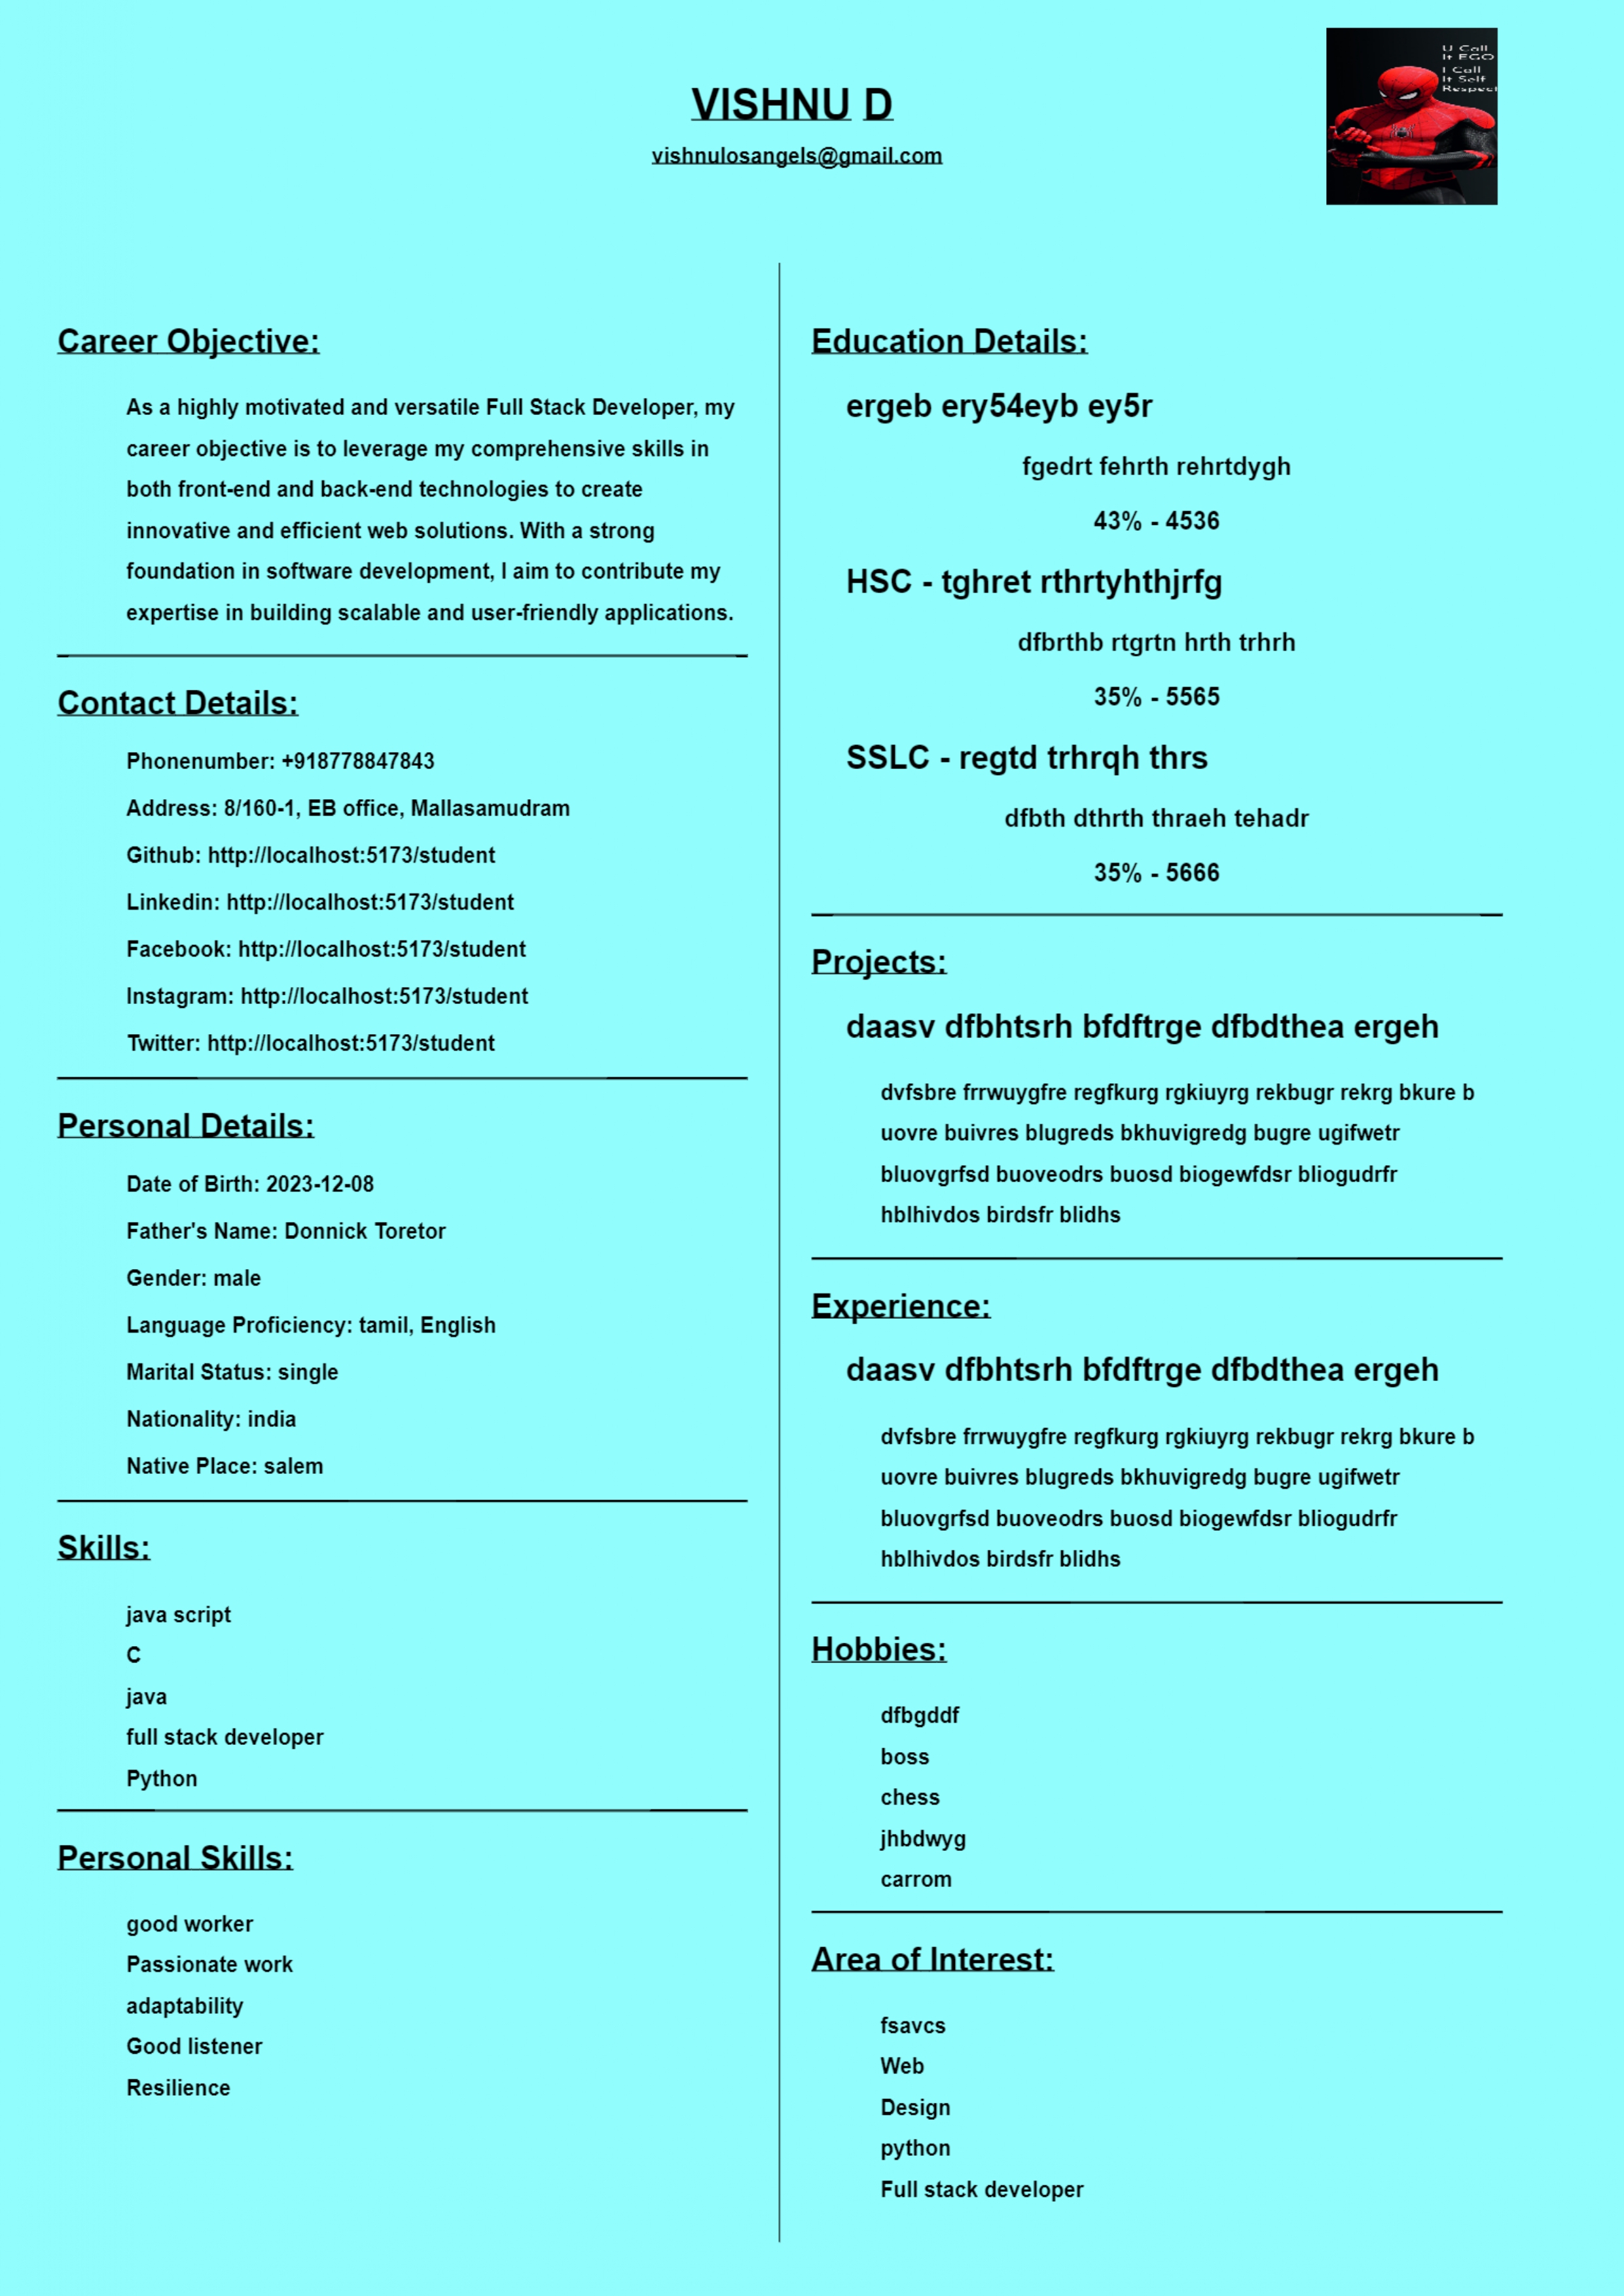 VISHNU D
vishnulosangels@gmail.com
U Call
It EGO
I Call
It Self
Respect
Career Objective:
As a highly motivated and versatile Full Stack Developer, my
career objective is to leverage my comprehensive skills in
both front-end and back-end technologies to create
innovative and efficient web solutions. With a strong
foundation in software development, I aim to contribute my
expertise in building scalable and user-friendly applications.
Contact Details:
Phonenumber: +918778847843
Address: 8/160-1, EB office, Mallasamudram
Github: http://localhost:5173/student
Linkedin: http://localhost:5173/student
Facebook: http://localhost:5173/student
Instagram: http://localhost:5173/student
Twitter: http://localhost:5173/student
Personal Details:
Date of Birth: 2023-12-08
Father's Name: Donnick Toretor
Gender: male
Language Proficiency: tamil, English
Marital Status: single
Nationality: india
Native Place: salem
Skills:
java script
C
java
full stack developer
Python
Personal Skills:
good worker
Passionate work
adaptability
Good listener
Resilience
Education Details:
ergeb ery54eyb ey5r
fgedrt fehrth rehrtdygh
43% - 4536
HSC - tghret rthrtyhthjrfg
dfbrthb rtgrtn hrth trhrh
35% - 5565
SSLC - regtd trhrqh thrs
dfbth dthrth thraeh tehadr
35% - 5666
Projects:
daasv dfbhtsrh bfdftrge dfbdthea ergeh
dvfsbre frrwuygfre regfkurg rgkiuyrg rekbugr rekrg bkure b
uovre buivres blugreds bkhuvigredg bugre ugifwetr
bluovgrfsd buoveodrs buosd biogewfdsr bliogudrfr
hblhivdos birdsfr blidhs
Experience:
daasv dfbhtsrh bfdftrge dfbdthea ergeh
dvfsbre frrwuygfre regfkurg rgkiuyrg rekbugr rekrg bkure b
uovre buivres blugreds bkhuvigredg bugre ugifwetr
bluovgrfsd buoveodrs buosd biogewfdsr bliogudrfr
hblhivdos birdsfr blidhs
Hobbies:
dfbgddf
boss
chess
jhbdwyg
carrom
Area of Interest:
fsavcs
Web
Design
python
Full stack developer